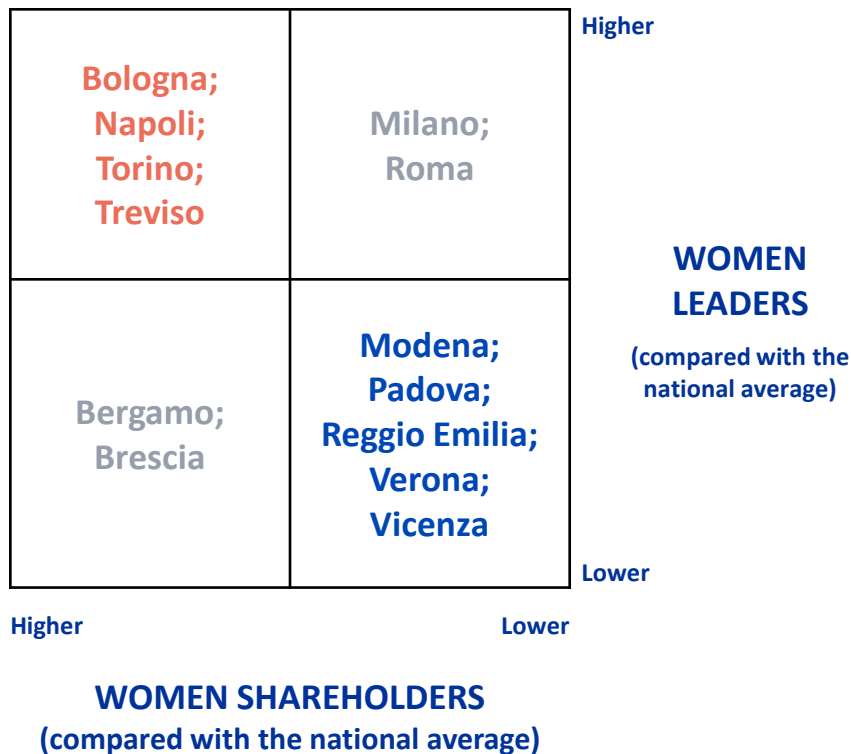 Higher
Bologna;
Napoli;
Torino;
Treviso
Milano;
Roma
WOMEN
LEADERS
(compared with the
national average)
Bergamo;
Brescia
Modena;
Padova;
Reggio Emilia;
Verona;
Vicenza
Lower
Higher
Lower
WOMEN SHAREHOLDERS
(compared with the national average)